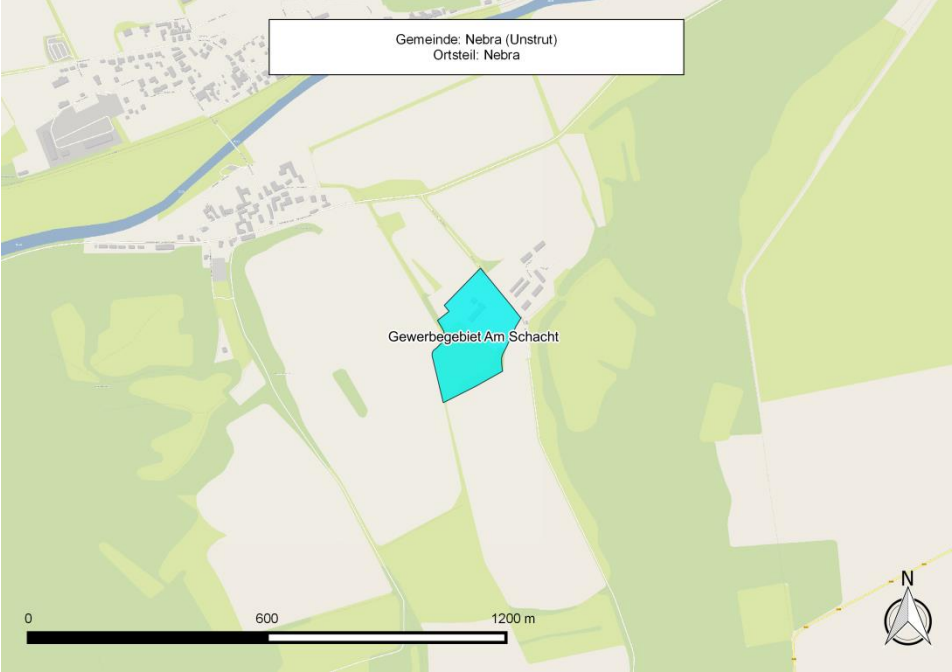 Gemeinde: Nebra (Unstrut)
Ortsteil: Nebra
Gewerbegebiet Am Schacht
N
0 600 1200 m